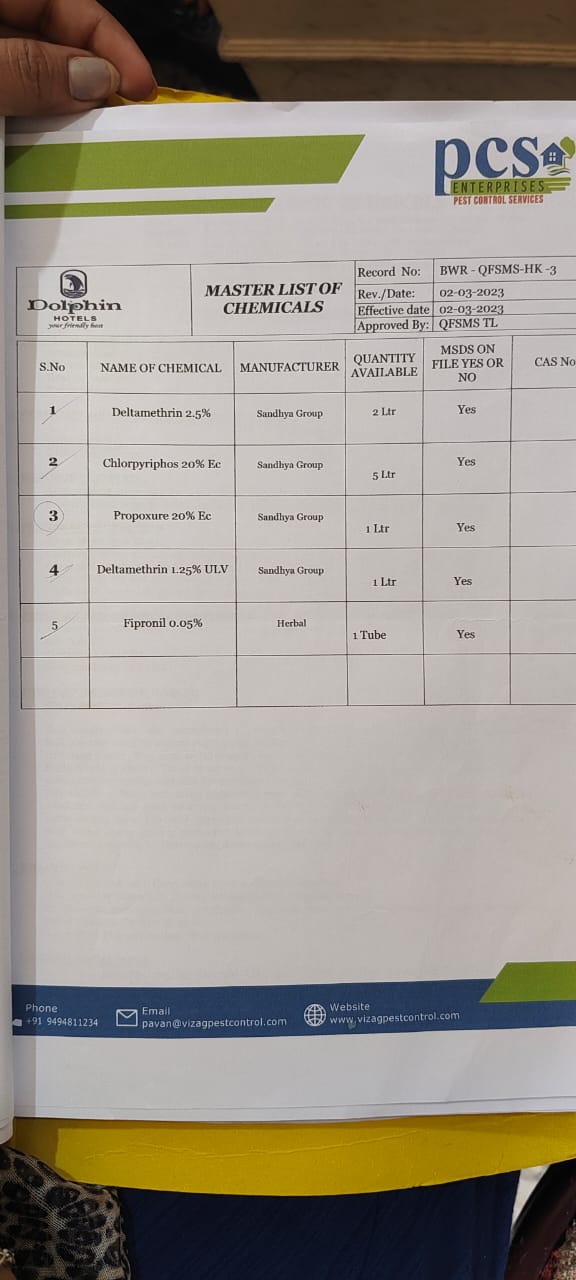 pcs
ENTERPRISES
PEST CONTROL SERVICES
Dolphin
HOTELS
your friendly host
MASTER LIST OF
CHEMICALS
Record No: BWR - QFSMS-HK -3
Rev./Date: 02-03-2023
Effective date 02-03-2023
Approved By: QFSMS TL
S.No NAME OF CHEMICAL MANUFACTURER QUANTITY AVAILABLE MSDS ON FILE YES OR NO CAS No
1 Deltamethrin 2.5% Sandhya Group 2 Ltr Yes
2 Chlorpyriphos 20% Ec Sandhya Group 5 Ltr Yes
3 Propoxure 20% Ec Sandhya Group 1 Ltr Yes
4 Deltamethrin 1.25% ULV Sandhya Group 1 Ltr Yes
5 Fipronil 0.05% Herbal 1 Tube Yes
Phone
+91 9494811234
Email
pavan@vizagpestcontrol.com
Website
www.vizagpestcontrol.com